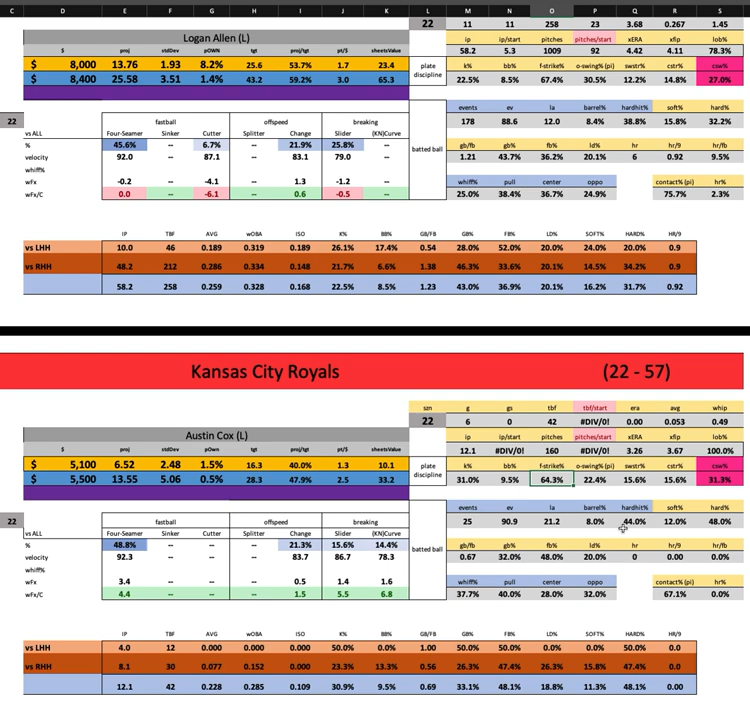 C D E F G H I J K L M N O P Q R S
22 11 11 258 23 3.68 0.267 1.45
Logan Allen (L) ip ip/start pitches pitches/start xERA xfip lob%
58.2 5.3 1009 92 4.42 4.11 78.3%
$ proj stdDev pOWN tgt proj/tgt pt/$ sheetsValue
$ 8,000 13.76 1.93 8.2% 25.6 53.7% 1.7 23.4 plate discipline k% bb% f-strike% o-swing% (pi) swstr% cstr% csw%
$ 8,400 25.58 3.51 1.4% 43.2 59.2% 3.0 65.3 22.5% 8.5% 67.4% 30.5% 12.2% 14.8% 27.0%
events ev la barrel% hardhit% soft% hard%
22 fastball offspeed breaking 178 88.6 12.0 8.4% 38.8% 15.8% 32.2%
vs ALL Four-Seamer Sinker Cutter Splitter Change Slider (KN)Curve
% 45.6% -- 6.7% -- 21.9% 25.8% -- batted ball gb/fb gb% fb% ld% hr hr/9 hr/fb
velocity 92.0 -- 87.1 -- 83.1 79.0 -- 1.21 43.7% 36.2% 20.1% 6 0.92 9.5%
whiff%
wFx -0.2 -- -4.1 -- 1.3 -1.2 -- whiff% pull center oppo contact% (pi) hr%
wFx/C 0.0 -- -6.1 -- 0.6 -0.5 -- 25.0% 38.4% 36.7% 24.9% 75.7% 2.3%
IP TBF AVG wOBA ISO K% BB% GB/FB GB% FB% LD% SOFT% HARD% HR/9
vs LHH 10.0 46 0.189 0.319 0.189 26.1% 17.4% 0.54 28.0% 52.0% 20.0% 24.0% 20.0% 0.9
vs RHH 48.2 212 0.286 0.334 0.148 21.7% 6.6% 1.38 46.3% 33.6% 20.1% 14.5% 34.2% 0.9
58.2 258 0.259 0.328 0.168 22.5% 8.5% 1.23 43.0% 36.9% 20.1% 16.2% 31.7% 0.92
Kansas City Royals (22 - 57)
szn g gs tbf tbf/start era avg whip
22 6 0 42 #DIV/0! 0.00 0.053 0.49
Austin Cox (L) ip ip/start pitches pitches/start xERA xfip lob%
$ proj stdDev pOwn tgt proj/tgt pt/$ sheetsValue 12.1 #DIV/0! 160 #DIV/0! 3.26 3.67 100.0%
$ 5,100 6.52 2.48 1.5% 16.3 40.0% 1.3 10.1 plate discipline k% bb% f-strike% o-swing% (pi) swstr% cstr% csw%
$ 5,500 13.55 5.06 0.5% 28.3 47.9% 2.5 33.2 31.0% 9.5% 64.3% 22.4% 15.6% 15.6% 31.3%
events ev la barrel% hardhit% soft% hard%
22 fastball offspeed breaking 25 90.9 21.2 8.0% 44.0% 12.0% 48.0%
vs ALL Four-Seamer Sinker Cutter Splitter Change Slider (KN)Curve
% 48.8% -- -- -- 21.3% 15.6% 14.4% batted ball gb/fb gb% fb% ld% hr hr/9 hr/fb
velocity 92.3 -- -- -- 83.7 86.7 78.3 0.67 32.0% 48.0% 20.0% 0 0.00 0.0%
whiff%
wFx 3.4 -- -- -- 0.5 1.4 1.6 whiff% pull center oppo contact% (pi) hr%
wFx/C 4.4 -- -- -- 1.5 5.5 6.8 37.7% 40.0% 28.0% 32.0% 67.1% 0.0%
IP TBF AVG wOBA ISO K% BB% GB/FB GB% FB% LD% SOFT% HARD% HR/9
vs LHH 4.0 12 0.000 0.000 0.000 50.0% 0.0% 1.00 50.0% 50.0% 0.0% 0.0% 50.0% 0.0
vs RHH 8.1 30 0.077 0.152 0.000 23.3% 13.3% 0.56 26.3% 47.4% 26.3% 15.8% 47.4% 0.0
12.1 42 0.228 0.285 0.109 30.9% 9.5% 0.69 33.1% 48.1% 18.8% 11.3% 48.1% 0.00